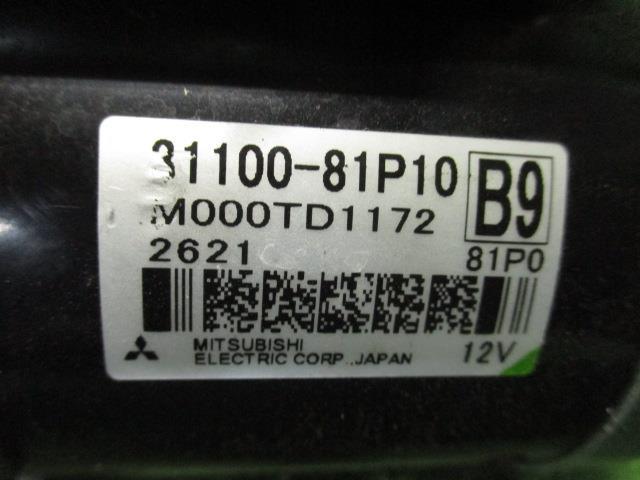 31100-81P10
B9
M000TD1172
2621
81P0
MITSUBISHI
ELECTRIC CORP.,JAPAN
12V